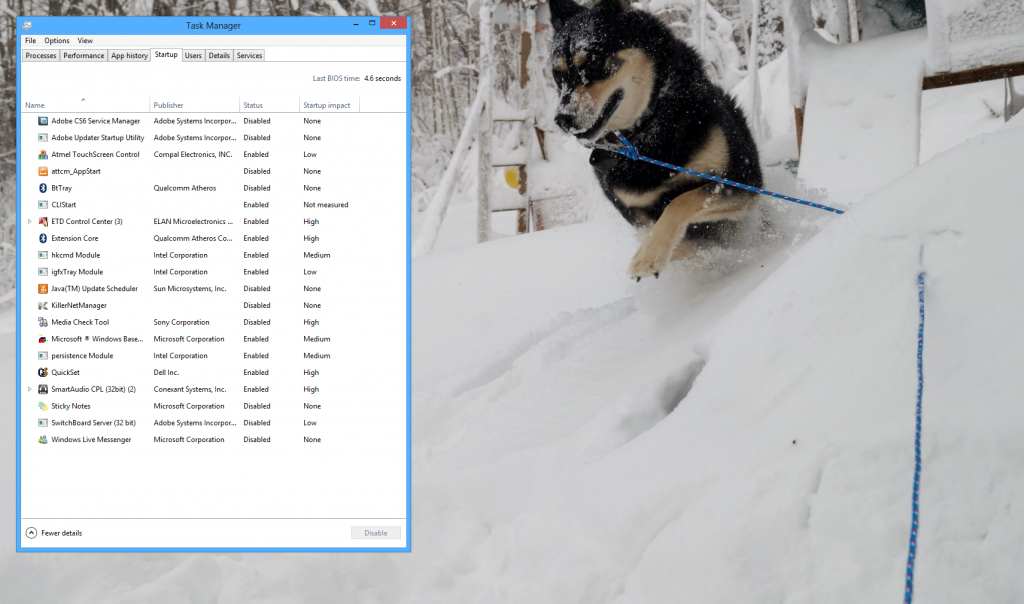 Task Manager
File Options View
Processes Performance App history Startup Users Details Services
Last BIOS time: 4.6 seconds
Name Publisher Status Startup impact
Adobe CS6 Service Manager Adobe Systems Incorpor... Disabled None
Adobe Updater Startup Utility Adobe Systems Incorpor... Disabled None
Atmel TouchScreen Control Compal Electronics, INC. Enabled Low
attcm_AppStart Disabled None
BtTray Qualcomm Atheros Disabled None
CLIStart Enabled Not measured
ETD Control Center (3) ELAN Microelectronics ... Enabled High
Extension Core Qualcomm Atheros Co... Enabled High
hkcmd Module Intel Corporation Enabled Medium
igfxTray Module Intel Corporation Enabled Low
Java(TM) Update Scheduler Sun Microsystems, Inc. Disabled None
KillerNetManager Disabled None
Media Check Tool Sony Corporation Disabled High
Microsoft ® Windows Base... Microsoft Corporation Enabled Medium
persistence Module Intel Corporation Enabled Medium
QuickSet Dell Inc. Enabled High
SmartAudio CPL (32bit) (2) Conexant Systems, Inc. Enabled High
Sticky Notes Microsoft Corporation Disabled None
SwitchBoard Server (32 bit) Adobe Systems Incorpor... Disabled Low
Windows Live Messenger Microsoft Corporation Disabled None
Fewer details Disable